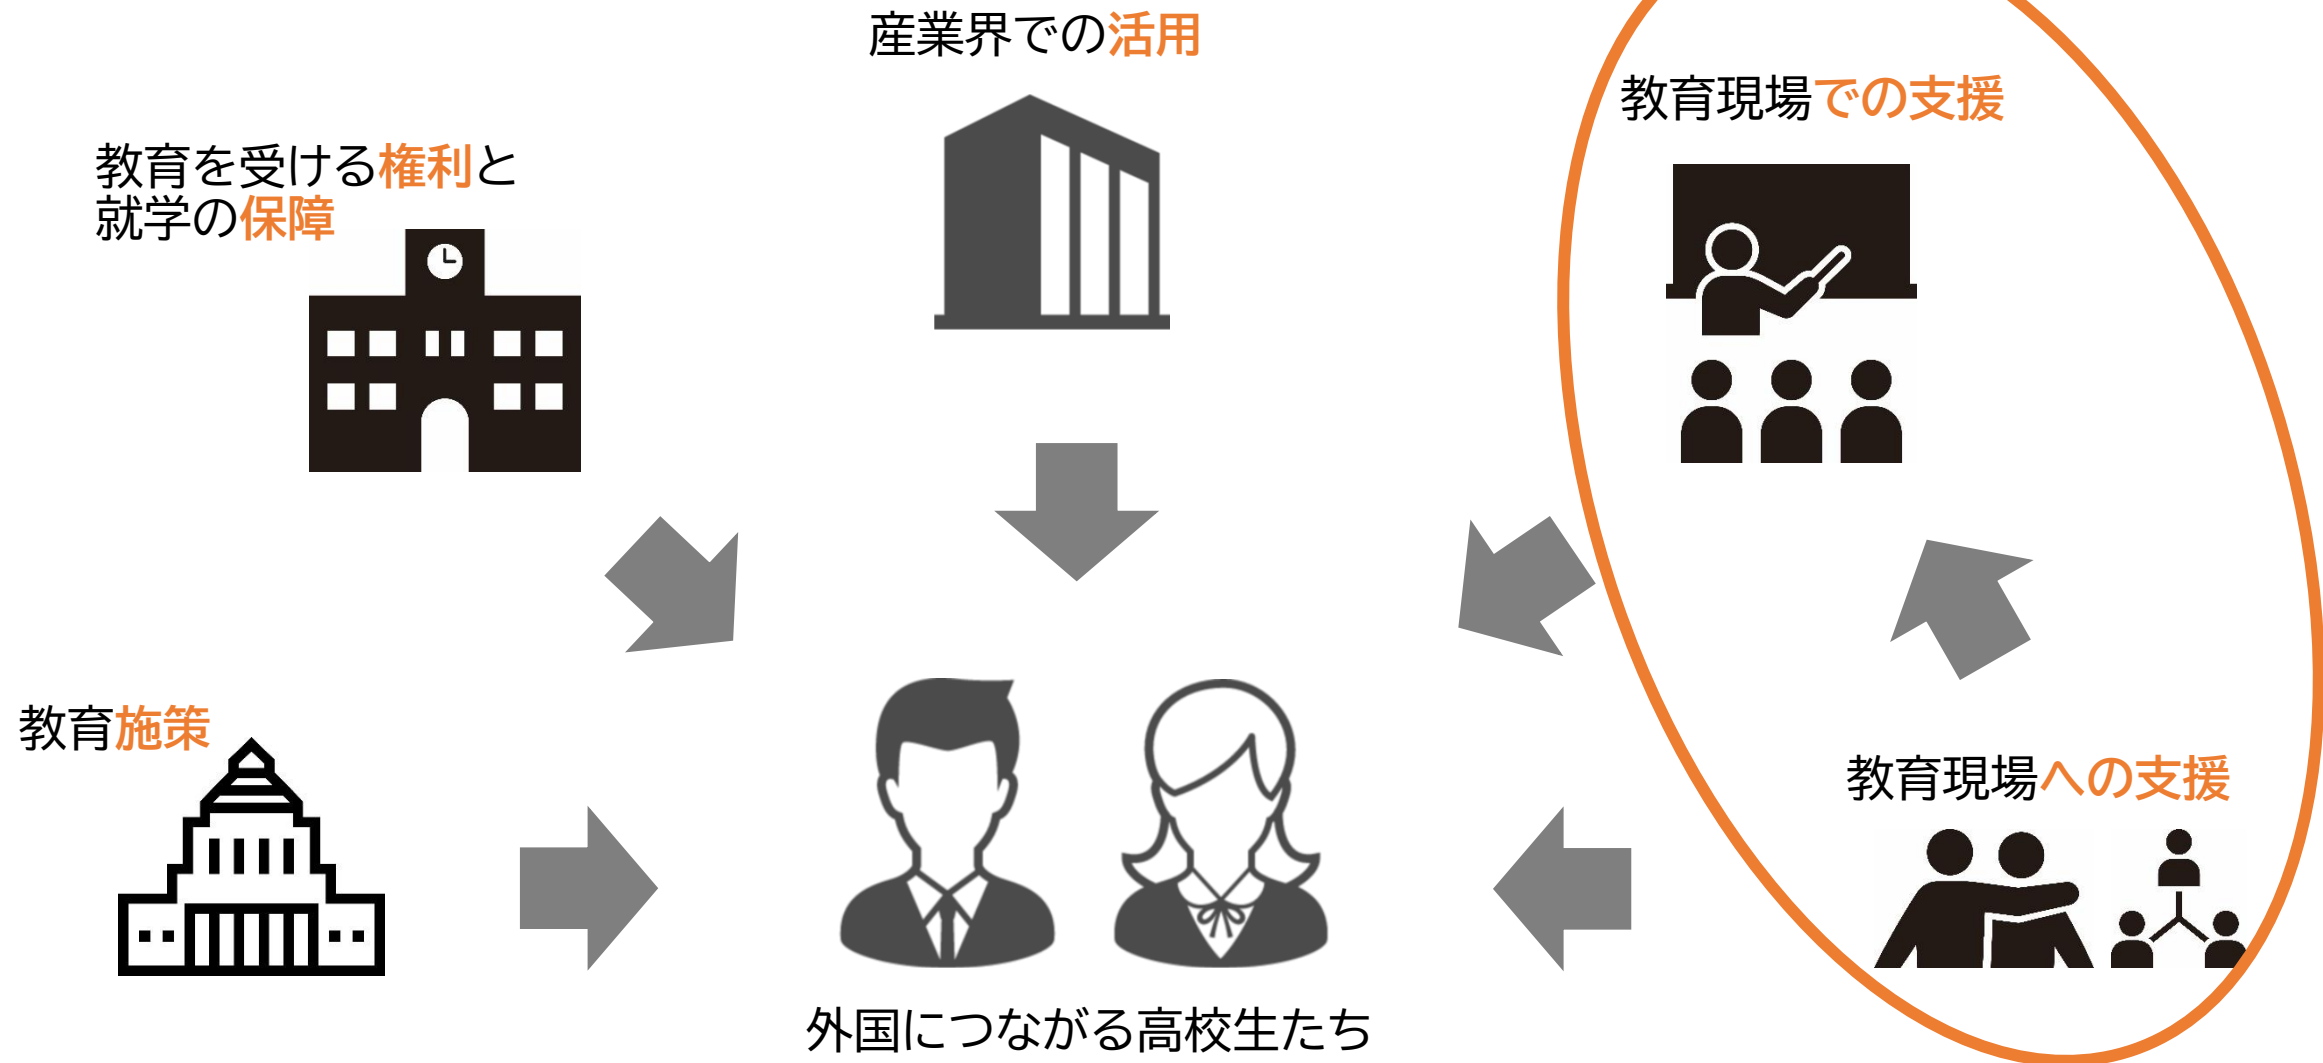 産業界での活用
教育現場での支援
教育を受ける権利と
就学の保障
教育施策
教育現場への支援
外国につながる高校生たち